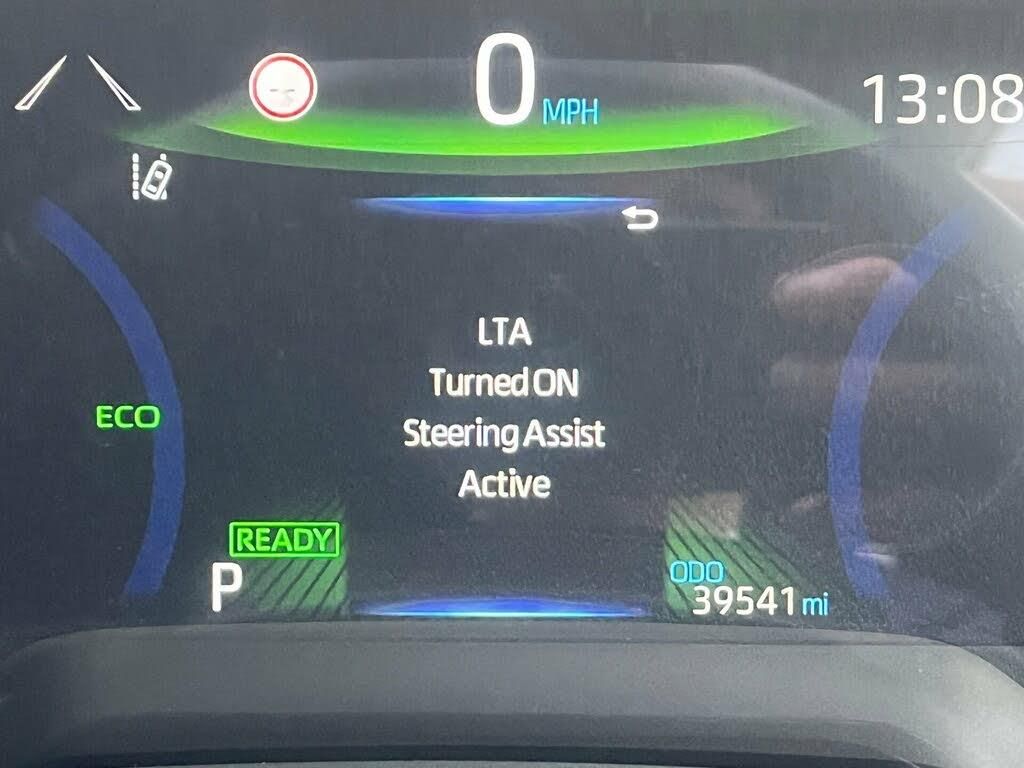 0 MPH
13:08
LTA
Turned ON
Steering Assist
Active
ECO
READY
P
ODO
39541 mi